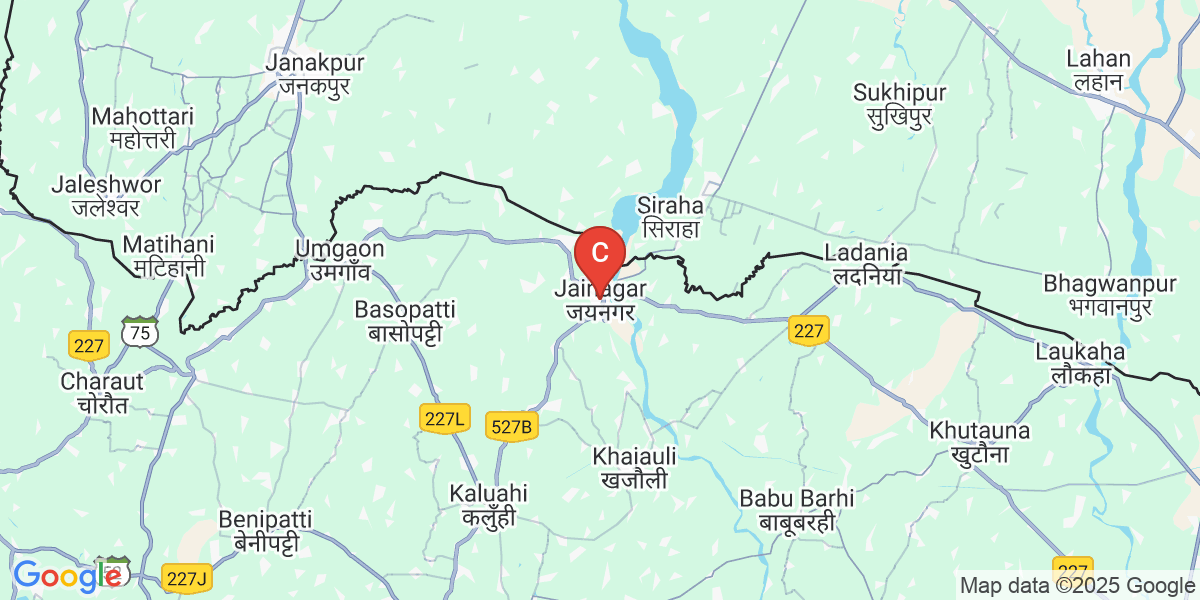 Janakpur
जनकपुर
Lahan
लहान
Sukhipur
सुखिपुर
Mahottari
महोत्तरी
Jaleshwor
जलेश्वर
Siraha
सिराहा
Matihani
मटिहानी
Umgaon
उमगाँव
Ladania
लदनियां
C
Jainagar
जयनगर
Bhagwanpur
भगवानपुर
Basopatti
बासोपट्टी
75
227
227
Laukaha
लौकहा
Charaut
चोरौत
227L
527B
Khutauna
खुटौना
Khajauli
खजौली
Kaluahi
कलुँही
Babu Barhi
बाबूबरही
Benipatti
बेनीपट्टी
227J
227
Google
Map data ©2025 Google